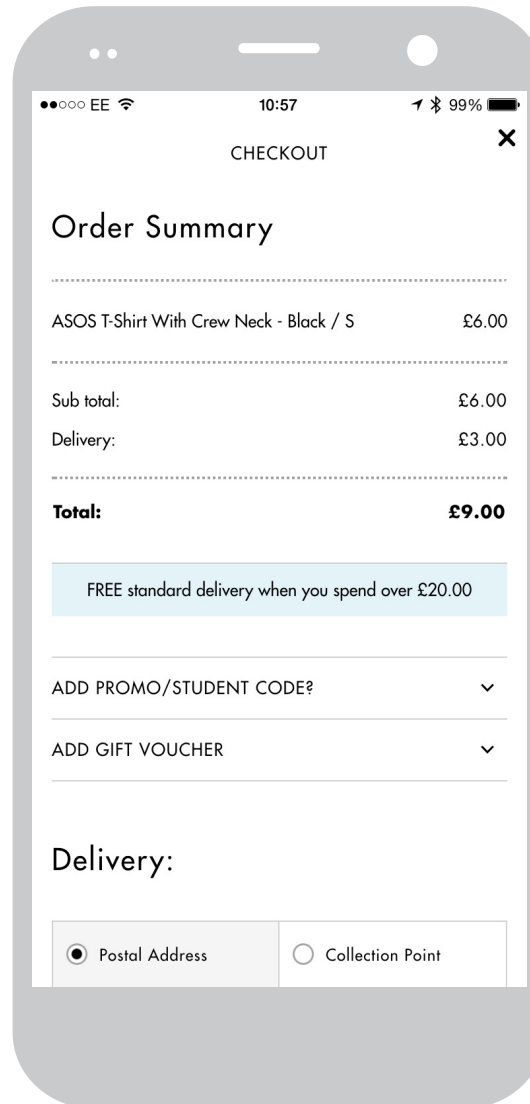 EE 10:57 99%
CHECKOUT
Order Summary
ASOS T-Shirt With Crew Neck - Black / S £6.00
Sub total: £6.00
Delivery: £3.00
Total: £9.00
FREE standard delivery when you spend over £20.00
ADD PROMO/STUDENT CODE?
ADD GIFT VOUCHER
Delivery:
Postal Address Collection Point